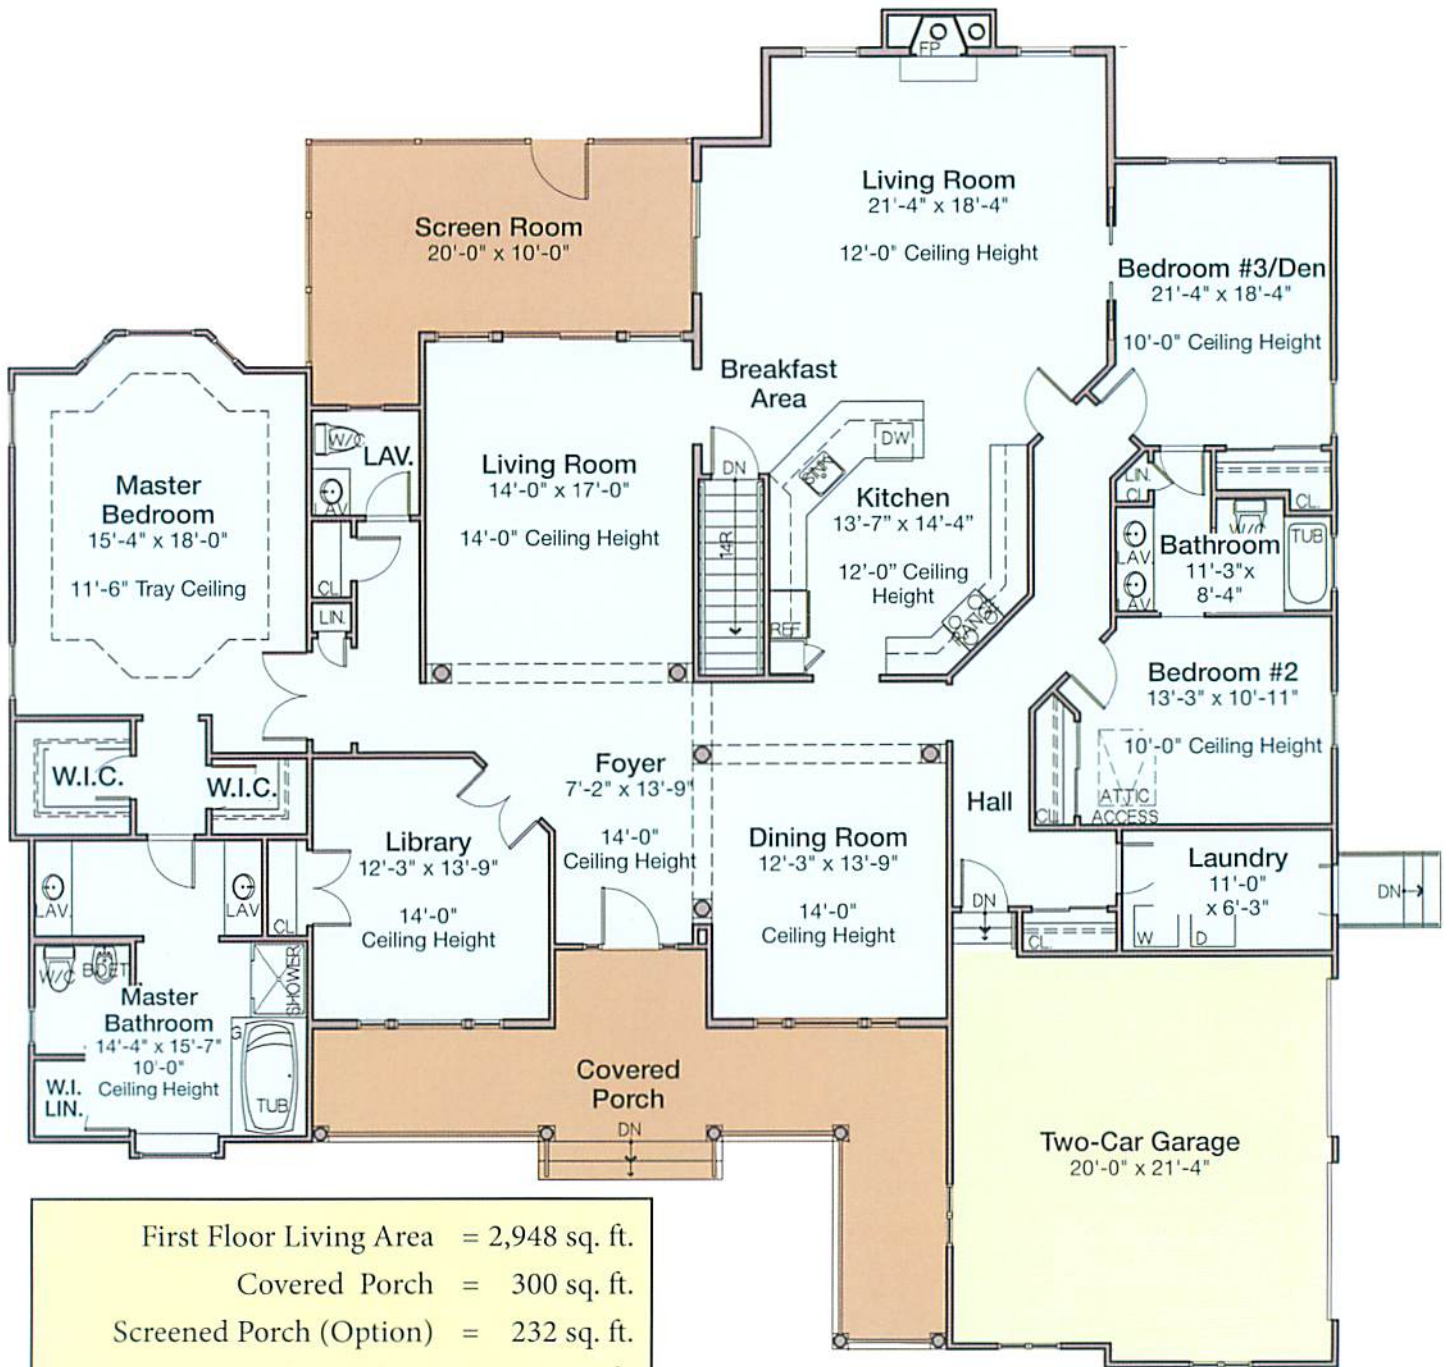 FP
Living Room
21'-4" x 18'-4"
12'-0" Ceiling Height
Screen Room
20'-0" x 10'-0"
Bedroom #3/Den
21'-4" x 18'-4"
10'-0" Ceiling Height
Breakfast
Area
W/C
LAV.
LAV
Living Room
14'-0" x 17'-0"
14'-0" Ceiling Height
DN
14R
SINK
DW
Kitchen
13'-7" x 14'-4"
12'-0" Ceiling
Height
REF
RANGE
LIN.
CL
CL.
W/C
TUB
LAV.
LAV.
Bathroom
11'-3"x
8'-4"
Master
Bedroom
15'-4" x 18'-0"
11'-6" Tray Ceiling
CL
LIN.
Bedroom #2
13'-3" x 10'-11"
10'-0" Ceiling Height
ATTIC
ACCESS
CL
W.I.C.
W.I.C.
Foyer
7'-2" x 13'-9"
14'-0"
Ceiling Height
Hall
Library
12'-3" x 13'-9"
14'-0"
Ceiling Height
Dining Room
12'-3" x 13'-9"
14'-0"
Ceiling Height
Laundry
11'-0"
x 6'-3"
W
D
DN
DN
CL.
LAV.
LAV
CL
W/C
BDET.
SHOWER
Master
Bathroom
14'-4" x 15'-7"
10'-0"
Ceiling Height
G
TUB
W.I.
LIN.
Covered
Porch
DN
Two-Car Garage
20'-0" x 21'-4"
First Floor Living Area = 2,948 sq. ft.
Covered Porch = 300 sq. ft.
Screened Porch (Option) = 232 sq. ft.